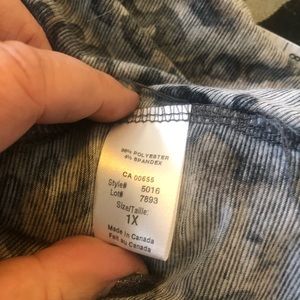 96% POLYESTER
4% SPANDEX
CA 00655
Style# 5016
Lot# 7893
Size/Taille:
1X
Made in Canada
Fait au Canada